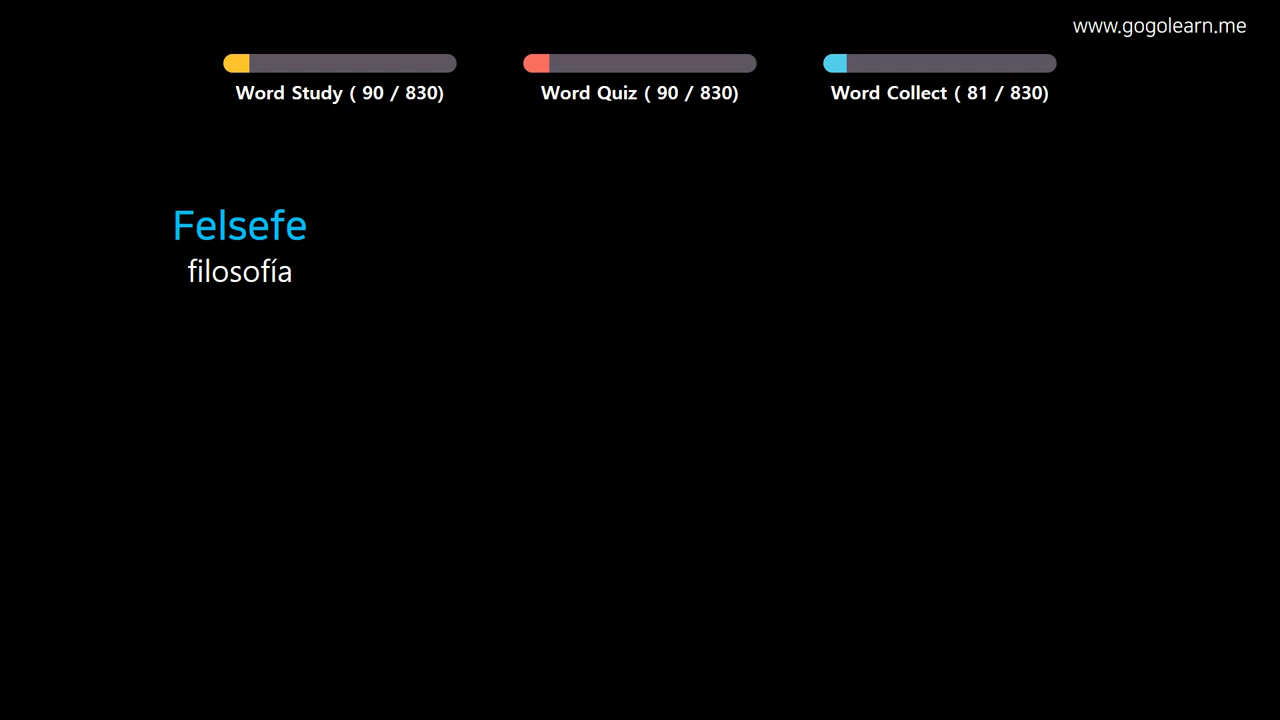 www.gogolearn.me
Word Study ( 90 / 830)
Word Quiz ( 90 / 830)
Word Collect ( 81 / 830)
Felsefe
filosofía